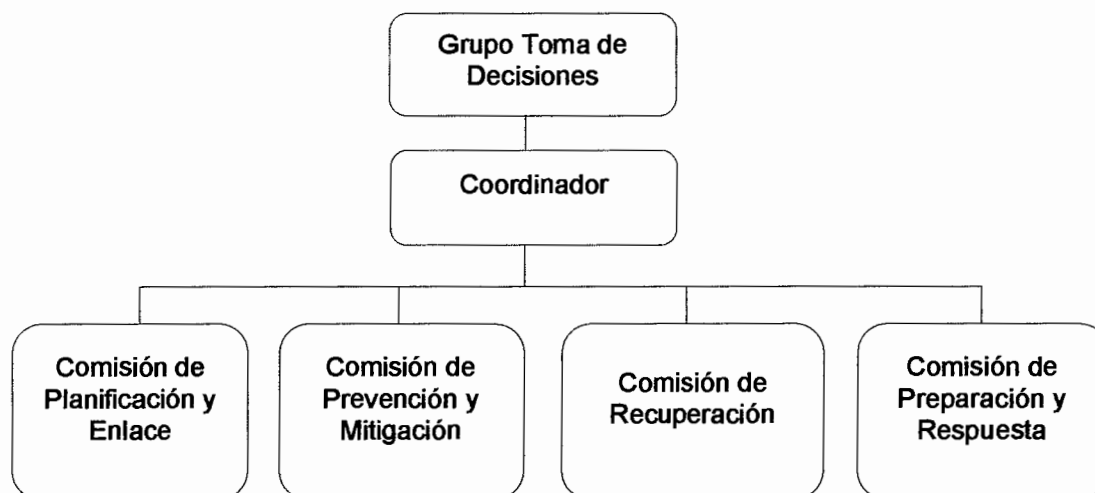 Grupo Toma de
Decisiones
Coordinador
Comisión de
Planificación y
Enlace
Comisión de
Prevención y
Mitigación
Comisión de
Recuperación
Comisión de
Preparación y
Respuesta